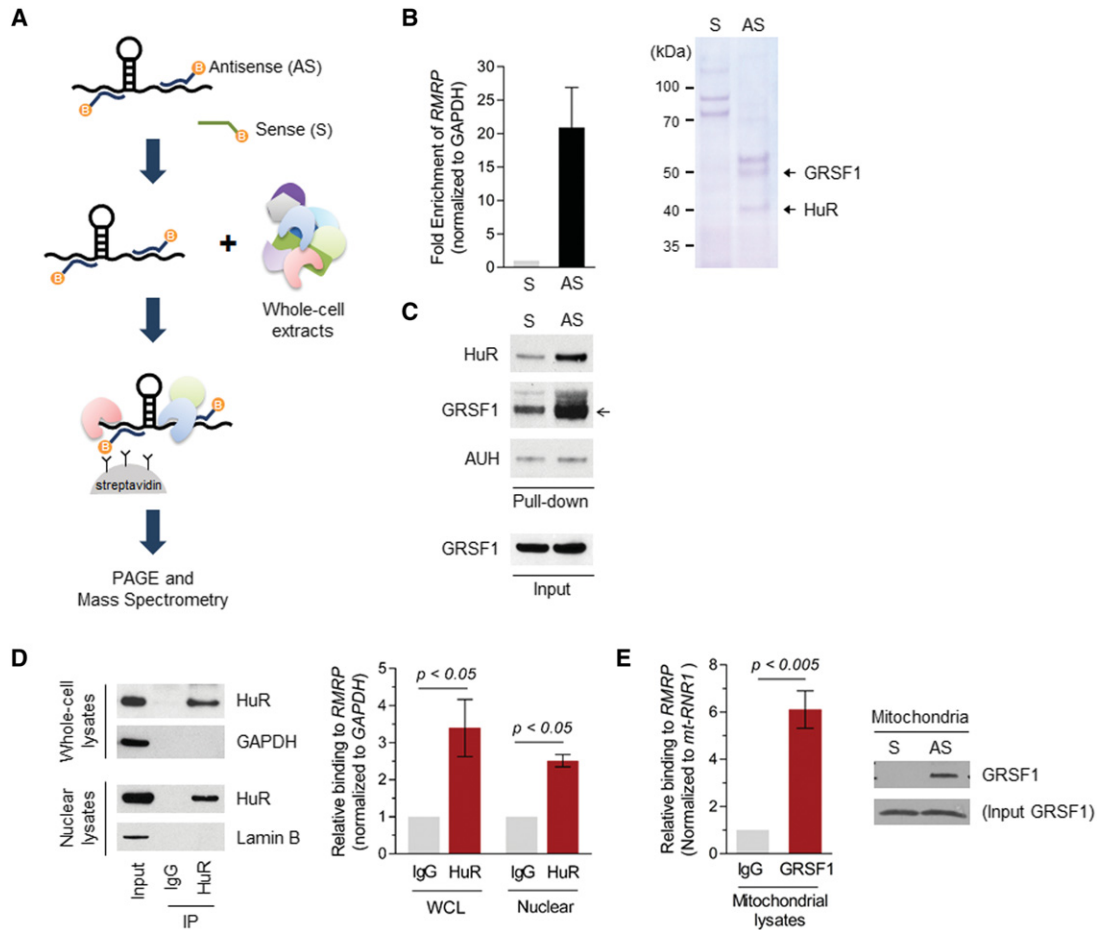 A
B
Antisense (AS)
B
Sense (S)
B
B
B
+
Whole-cell
extracts
B
B
streptavidin
PAGE and
Mass Spectrometry
B
Fold Enrichment of RMRP
(normalized to GAPDH)
30
25
20
15
10
5
0
S
AS
S
AS
(kDa)
100
70
50
40
35
GRSF1
HuR
C
S
AS
HuR
GRSF1
AUH
Pull-down
GRSF1
Input
D
Whole-cell
lysates
HuR
GAPDH
Nuclear
lysates
HuR
Lamin B
Input
IgG
HuR
IP
Relative binding to RMRP
(normalized to GAPDH)
5
4
3
2
1
0
p < 0.05
p < 0.05
IgG
HuR
IgG
HuR
WCL
Nuclear
E
Relative binding to RMRP
(Normalized to mt-RNR1)
8
6
4
2
0
p < 0.005
IgG
GRSF1
Mitochondrial
lysates
Mitochondria
S
AS
GRSF1
(Input GRSF1)